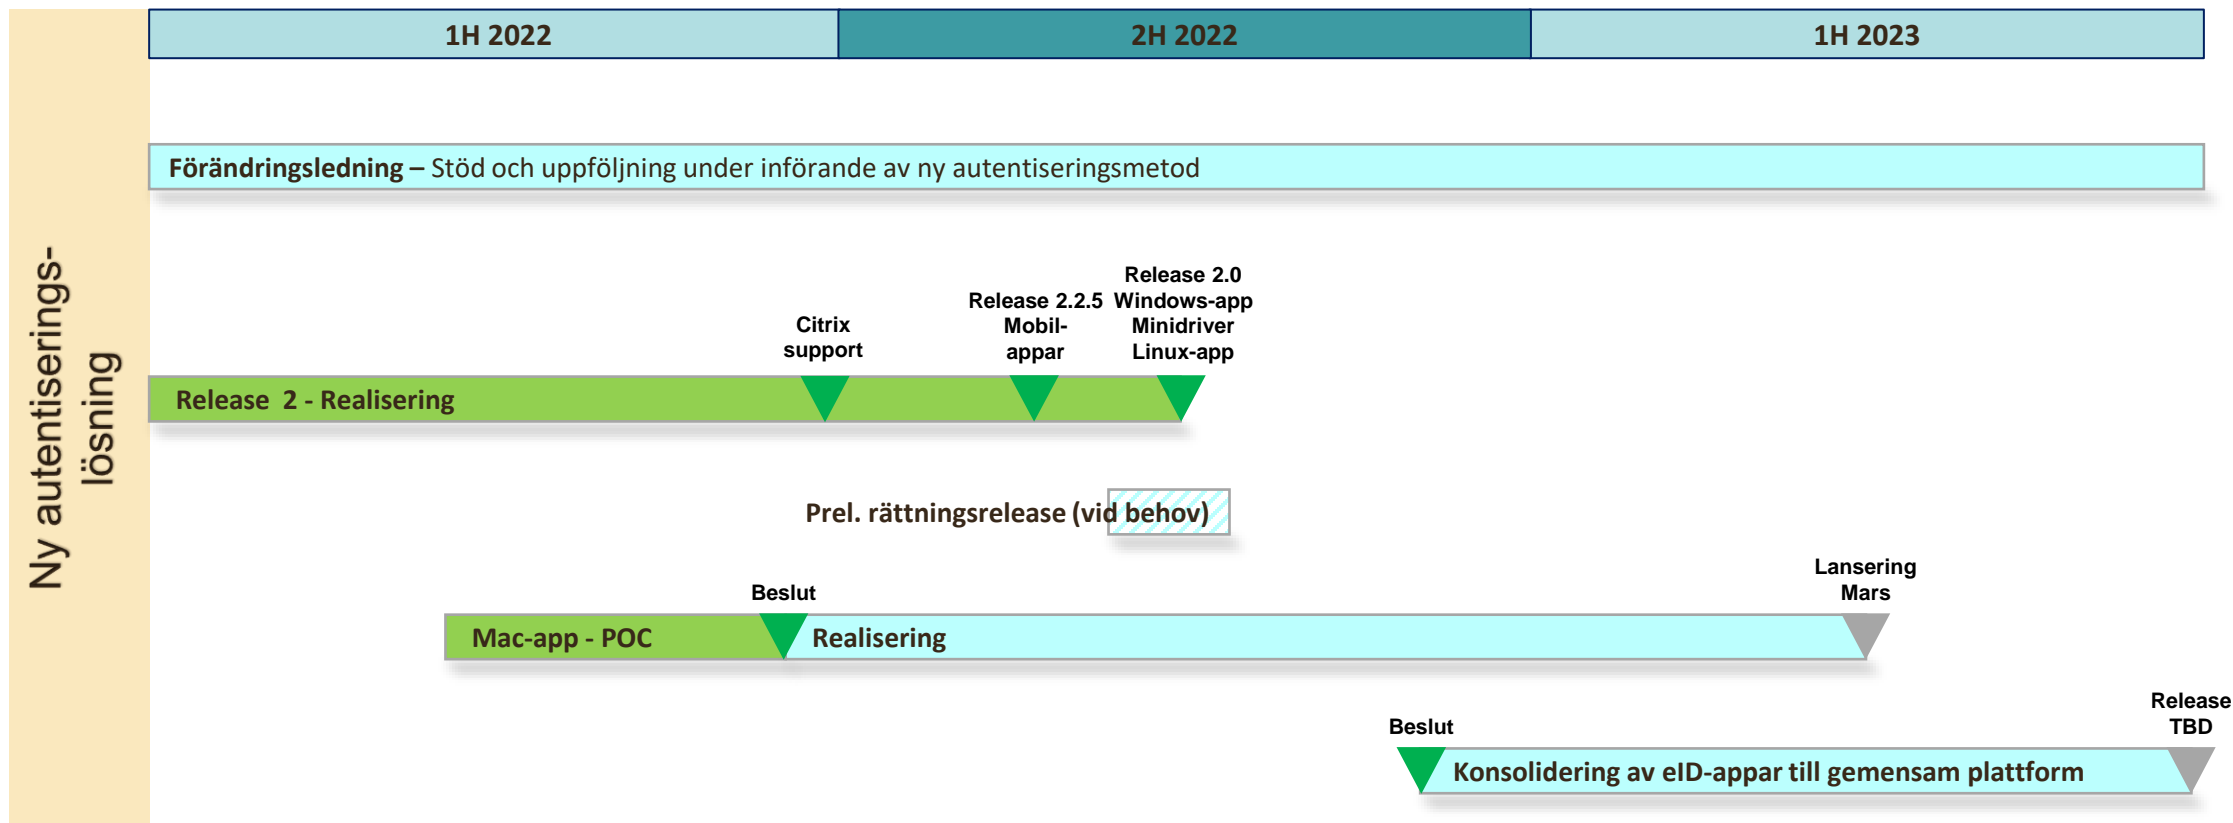 1H 2022
2H 2022
1H 2023
Ny autentiserings-
lösning
Förändringsledning – Stöd och uppföljning under införande av ny autentiseringsmetod
Citrix
support
Release 2.2.5
Mobil-
appar
Release 2.0
Windows-app
Minidriver
Linux-app
Release 2 - Realisering
Prel. rättningsrelease (vid behov)
Beslut
Lansering
Mars
Mac-app - POC
Realisering
Beslut
Release
TBD
Konsolidering av eID-appar till gemensam plattform